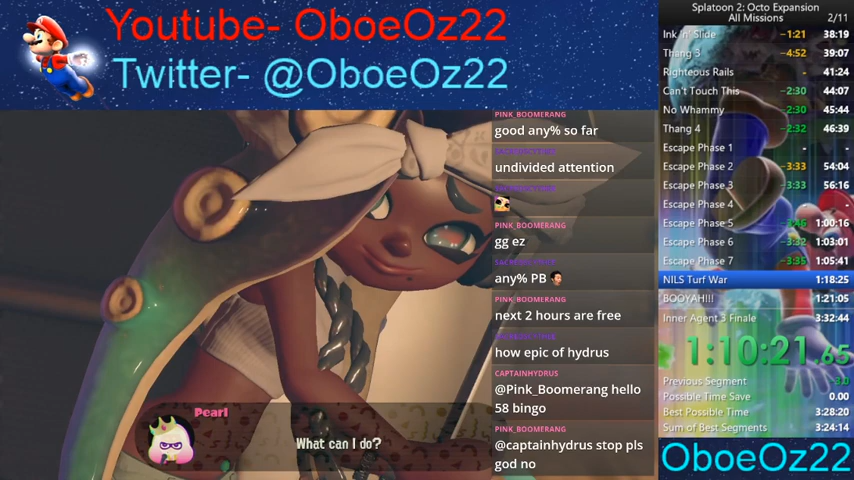 Youtube- OboeOz22
Twitter- @OboeOz22
PINK_BOOMERANG
good any% so far
undivided attention
PINK_BOOMERANG
gg ez
any% PB
PINK_BOOMERANG
next 2 hours are free
how epic of hydrus
CAPTAINHYDRUS
@Pink_Boomerang hello
58 bingo
PINK_BOOMERANG
@captainhydrus stop pls
god no
Pearl
What can I do?
Splatoon 2: Octo Expansion
All Missions 2/11
Ink 'n' Slide -1:21 38:19
Thang 3 -4:52 39:07
Righteous Rails - 41:24
Can't Touch This -2:30 44:07
No Whammy -2:30 45:44
Thang 4 -2:32 46:39
Escape Phase 1 - -
Escape Phase 2 -3:33 54:04
Escape Phase 3 -3:33 56:16
Escape Phase 4 -
Escape Phase 5 -3:46 1:00:16
Escape Phase 6 -3:32 1:03:01
Escape Phase 7 -3:35 1:05:41
NILS Turf War 1:18:25
BOOYAH!!! 1:21:05
Inner Agent 3 Finale 3:32:44
1:10:21.65
Previous Segment -3.0
Possible Time Save 0.00
Best Possible Time 3:28:20
Sum of Best Segments 3:24:14
OboeOz22